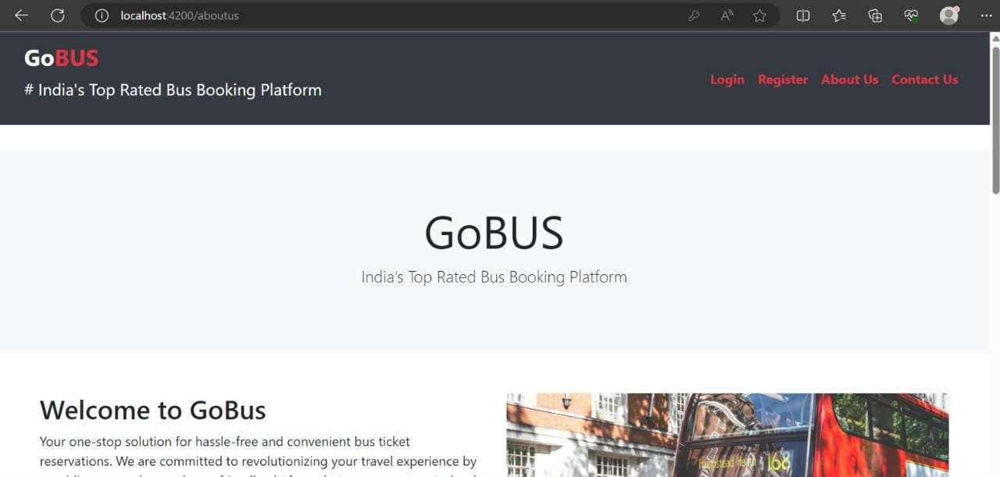 localhost:4200/aboutus
GoBUS
# India's Top Rated Bus Booking Platform
Login Register About Us Contact Us
GoBUS
India's Top Rated Bus Booking Platform
Welcome to GoBus
Your one-stop solution for hassle-free and convenient bus ticket
reservations. We are committed to revolutionizing your travel experience by
Hampstead Heath 168